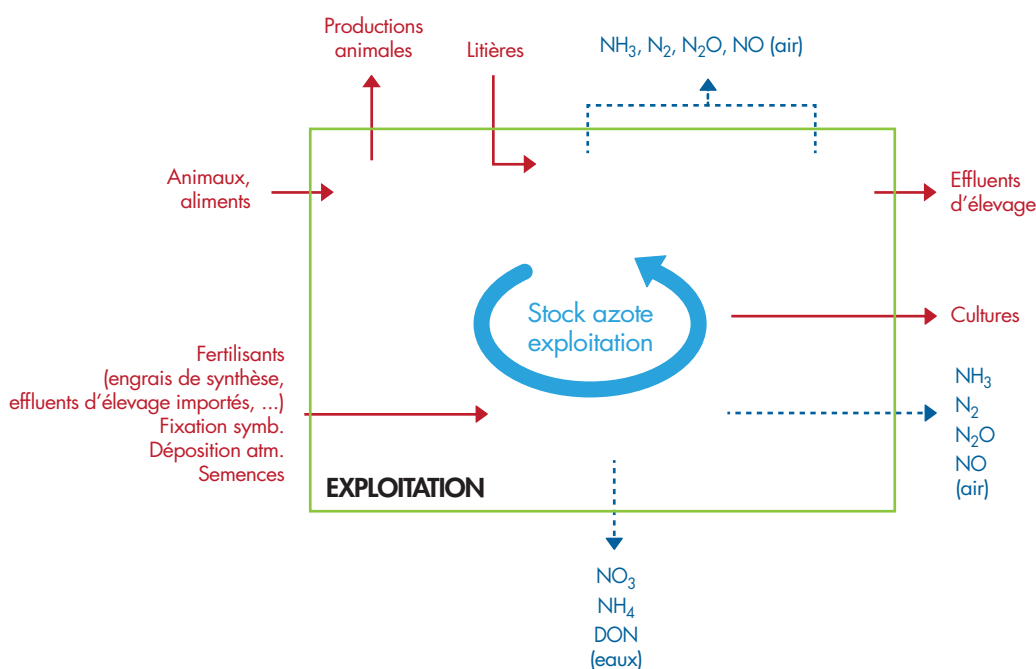 Productions
animales
Litières
NH₃, N₂, N₂O, NO (air)
Animaux,
aliments
Effluents
d'élevage
Stock azote
exploitation
Cultures
Fertilisants
(engrais de synthèse,
effluents d'élevage importés, ...)
Fixation symb.
Déposition atm.
Semences
NH₃
N₂
N₂O
NO
(air)
EXPLOITATION
NO₃
NH₄
DON
(eaux)